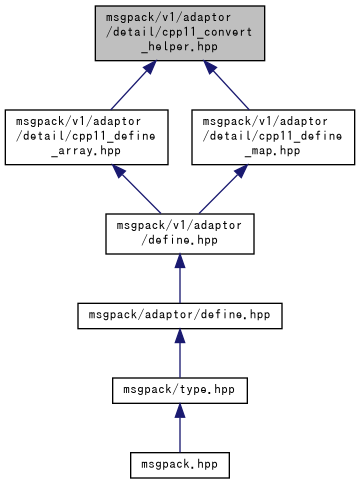 msgpack/v1/adaptor
/detail/cpp11_convert
_helper.hpp
msgpack/v1/adaptor
/detail/cpp11_define
_array.hpp
msgpack/v1/adaptor
/detail/cpp11_define
_map.hpp
msgpack/v1/adaptor
/define.hpp
msgpack/adaptor/define.hpp
msgpack/type.hpp
msgpack.hpp